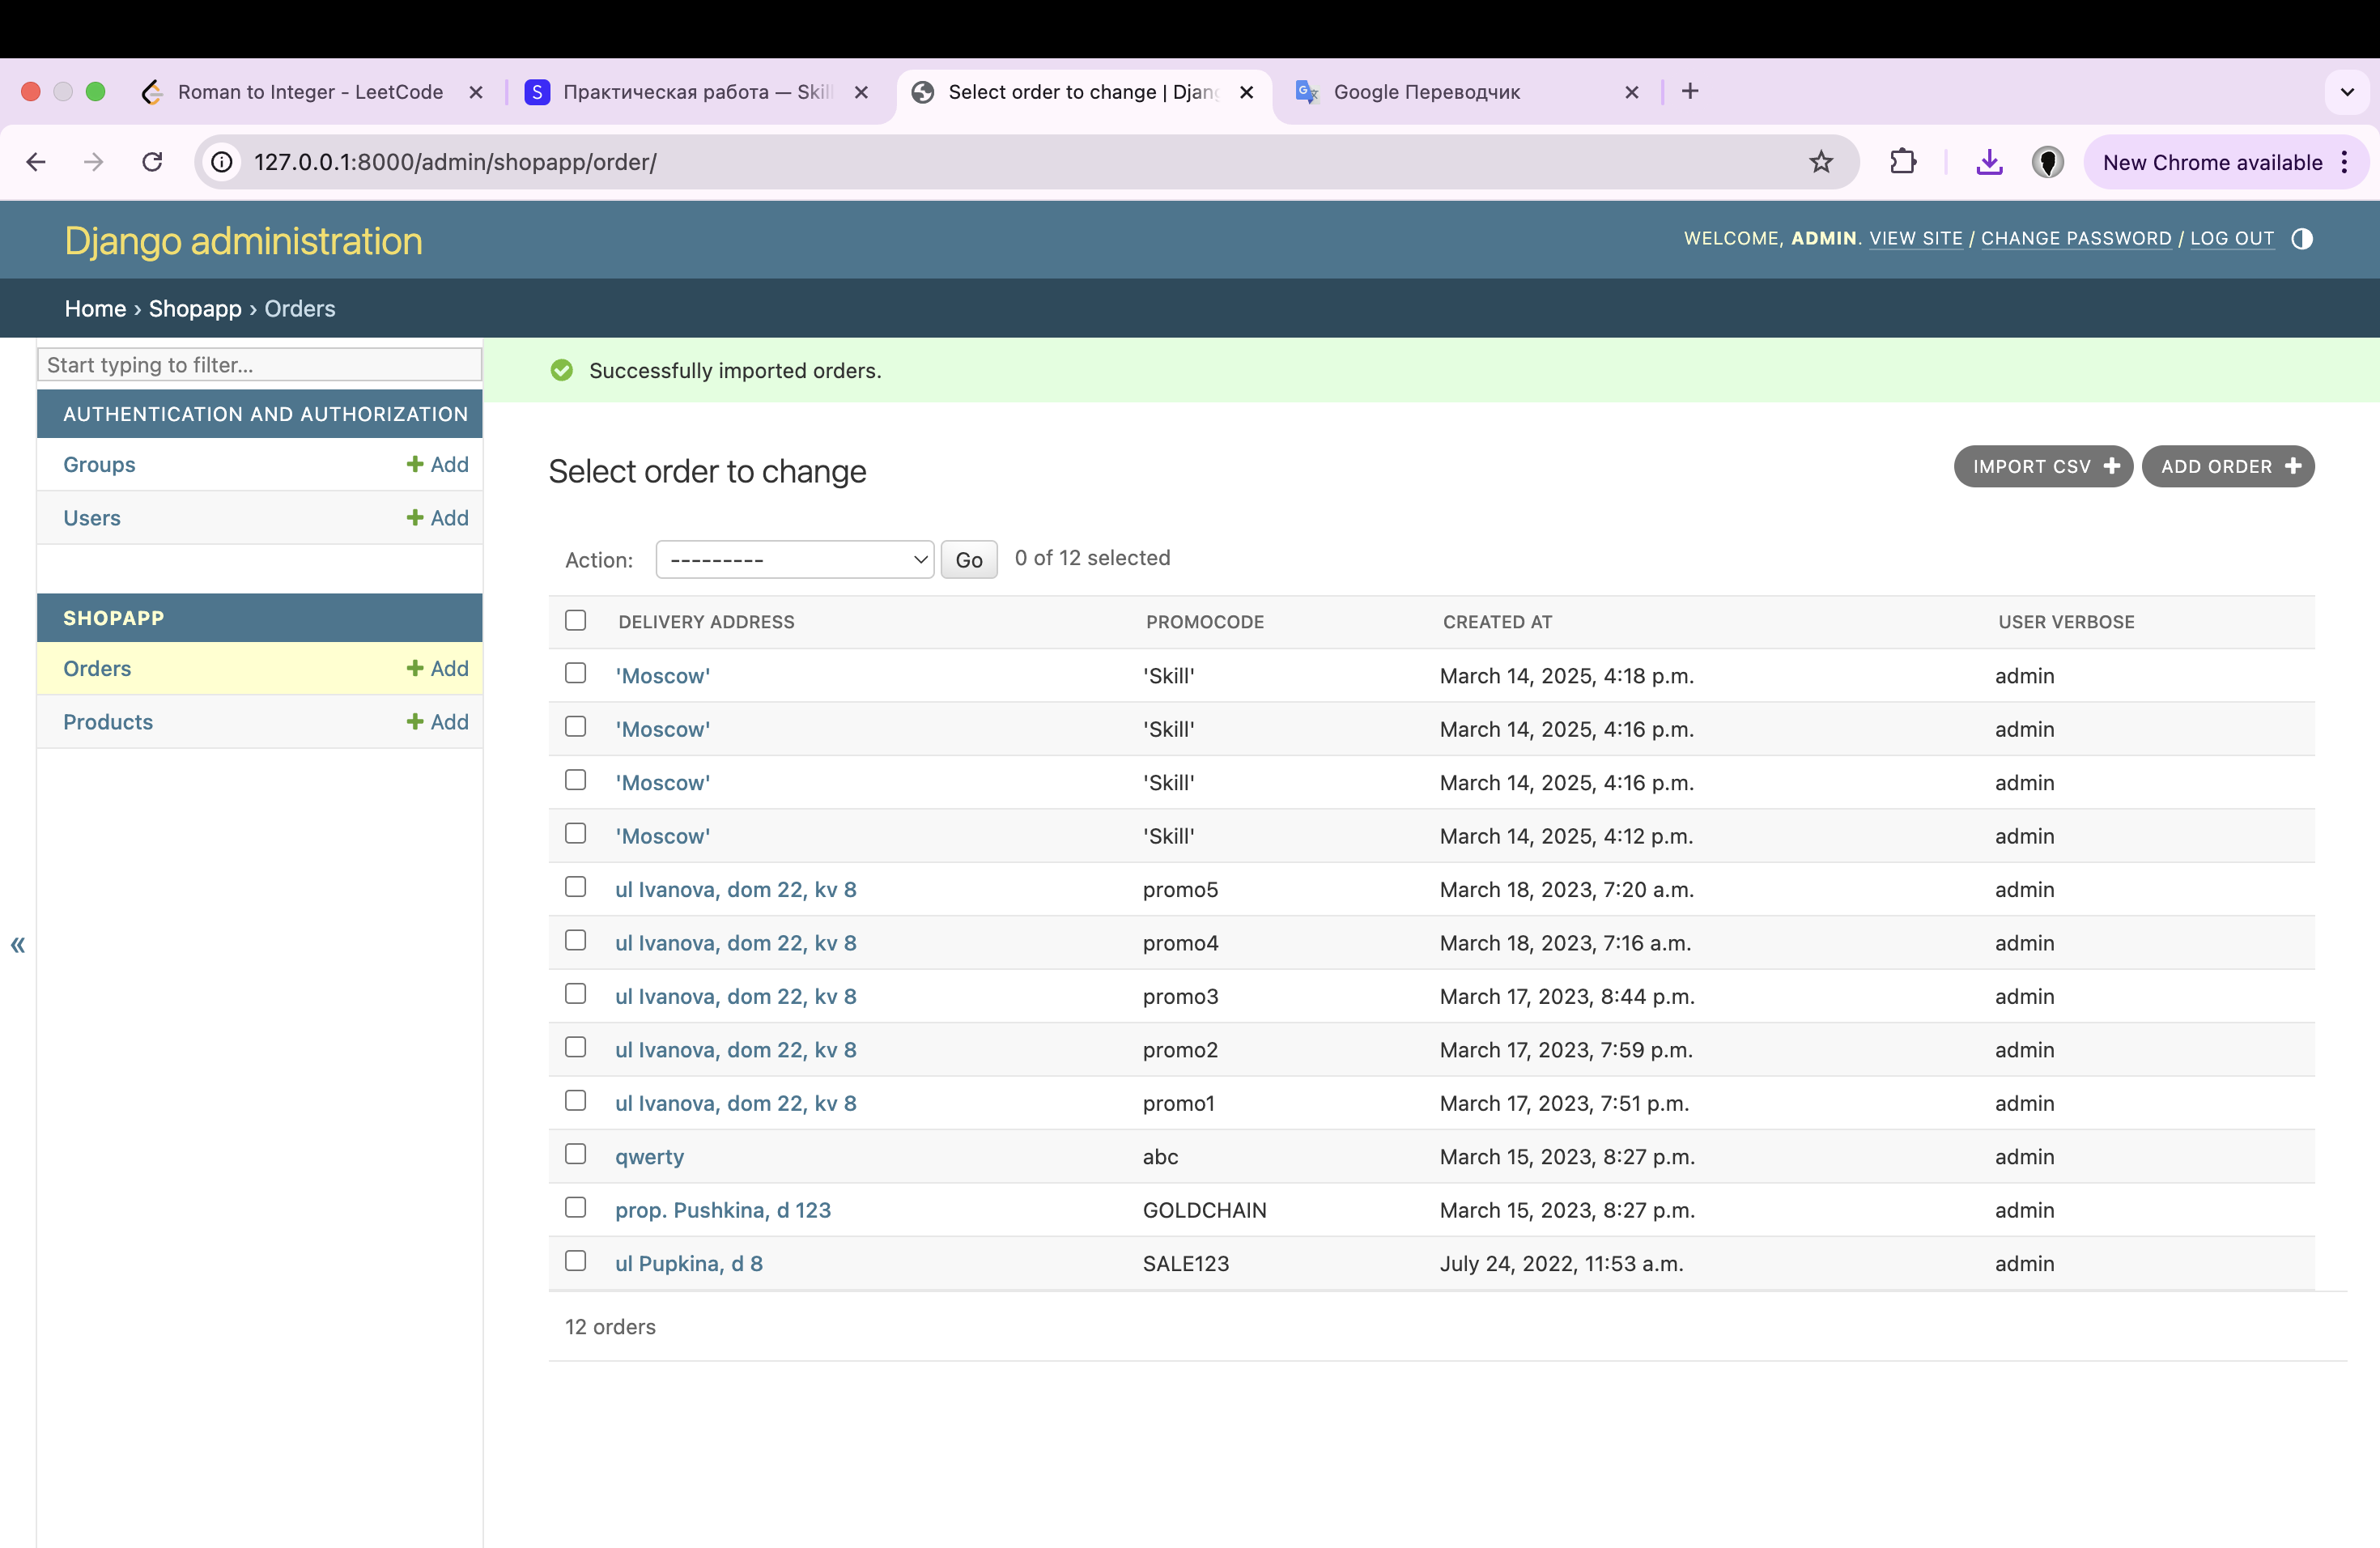 Roman to Integer - LeetCode
Практическая работа — Skil
Select order to change | Djang
Google Переводчик
127.0.0.1:8000/admin/shopapp/order/
New Chrome available
Django administration
WELCOME, ADMIN. VIEW SITE / CHANGE PASSWORD / LOG OUT
Home › Shopapp › Orders
Start typing to filter...
AUTHENTICATION AND AUTHORIZATION
Groups + Add
Users + Add
SHOPAPP
Orders + Add
Products + Add
«
Successfully imported orders.
Select order to change
IMPORT CSV +
ADD ORDER +
Action: --------- Go 0 of 12 selected
DELIVERY ADDRESS PROMOCODE CREATED AT USER VERBOSE
'Moscow' 'Skill' March 14, 2025, 4:18 p.m. admin
'Moscow' 'Skill' March 14, 2025, 4:16 p.m. admin
'Moscow' 'Skill' March 14, 2025, 4:16 p.m. admin
'Moscow' 'Skill' March 14, 2025, 4:12 p.m. admin
ul Ivanova, dom 22, kv 8 promo5 March 18, 2023, 7:20 a.m. admin
ul Ivanova, dom 22, kv 8 promo4 March 18, 2023, 7:16 a.m. admin
ul Ivanova, dom 22, kv 8 promo3 March 17, 2023, 8:44 p.m. admin
ul Ivanova, dom 22, kv 8 promo2 March 17, 2023, 7:59 p.m. admin
ul Ivanova, dom 22, kv 8 promo1 March 17, 2023, 7:51 p.m. admin
qwerty abc March 15, 2023, 8:27 p.m. admin
prop. Pushkina, d 123 GOLDCHAIN March 15, 2023, 8:27 p.m. admin
ul Pupkina, d 8 SALE123 July 24, 2022, 11:53 a.m. admin
12 orders